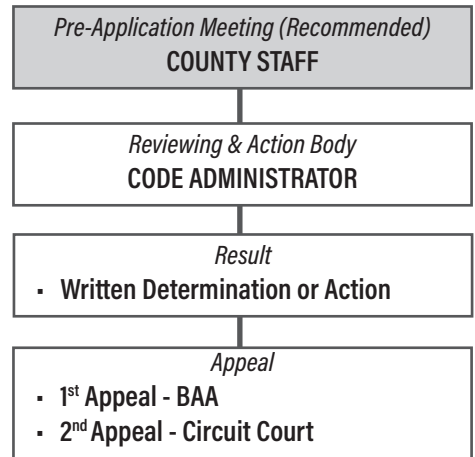 Pre-Application Meeting (Recommended)
COUNTY STAFF
Reviewing & Action Body
CODE ADMINISTRATOR
Result
▪ Written Determination or Action
Appeal
▪ 1st Appeal - BAA
▪ 2nd Appeal - Circuit Court